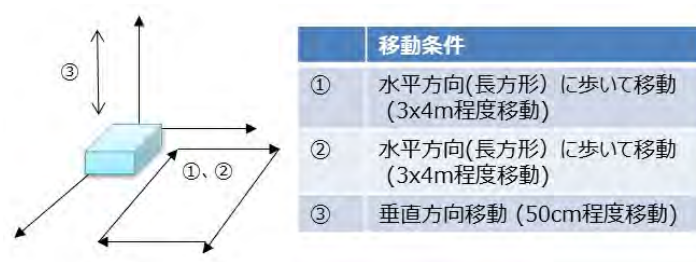 ③
①、②
移動条件
① 水平方向(長方形）に歩いて移動
(3x4m程度移動)
② 水平方向(長方形）に歩いて移動
(3x4m程度移動)
③ 垂直方向移動 (50cm程度移動)